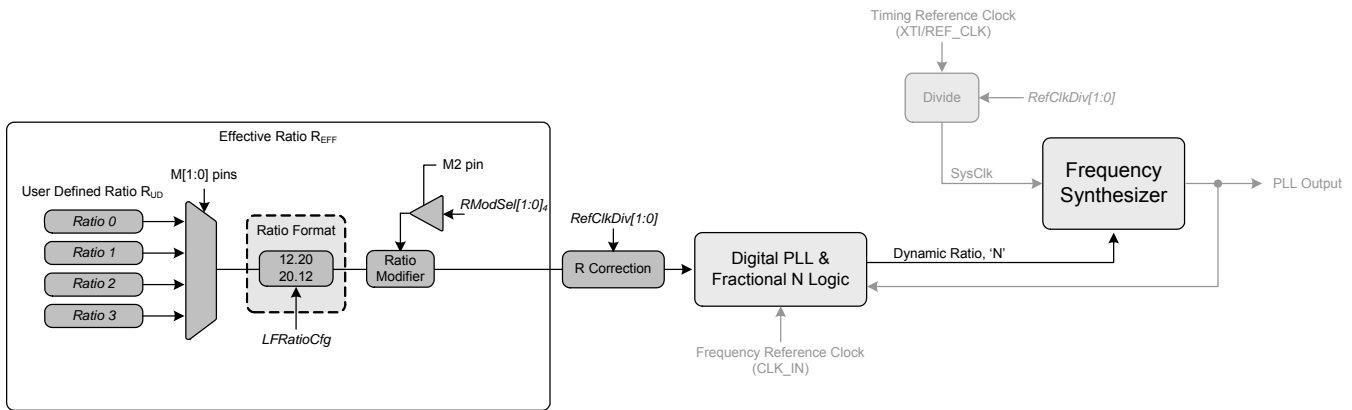 Timing Reference Clock
(XTI/REF_CLK)
Divide
RefClkDiv[1:0]
Effective Ratio REFF
M[1:0] pins
M2 pin
User Defined Ratio RUD
RModSel[1:0]4
SysClk
Frequency
Synthesizer
PLL Output
Ratio 0
Ratio 1
Ratio 2
Ratio 3
Ratio Format
12.20
20.12
LFRatioCfg
Ratio
Modifier
RefClkDiv[1:0]
R Correction
Digital PLL &
Fractional N Logic
Dynamic Ratio, ‘N’
Frequency Reference Clock
(CLK_IN)